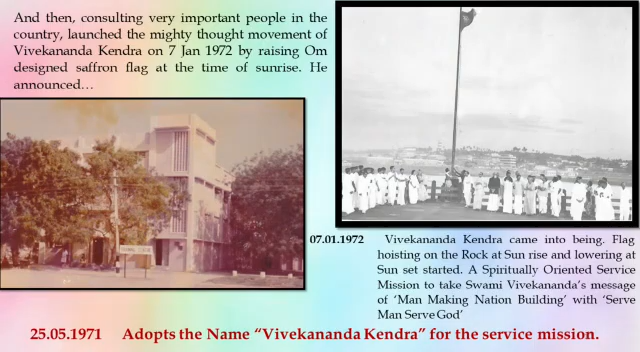 And then, consulting very important people in the
country, launched the mighty thought movement of
Vivekananda Kendra on 7 Jan 1972 by raising Om
designed saffron flag at the time of sunrise. He
announced…
07.01.1972 Vivekananda Kendra came into being. Flag
hoisting on the Rock at Sun rise and lowering at
Sun set started. A Spiritually Oriented Service
Mission to take Swami Vivekananda's message
of 'Man Making Nation Building' with 'Serve
Man Serve God'
25.05.1971 Adopts the Name “Vivekananda Kendra” for the service mission.